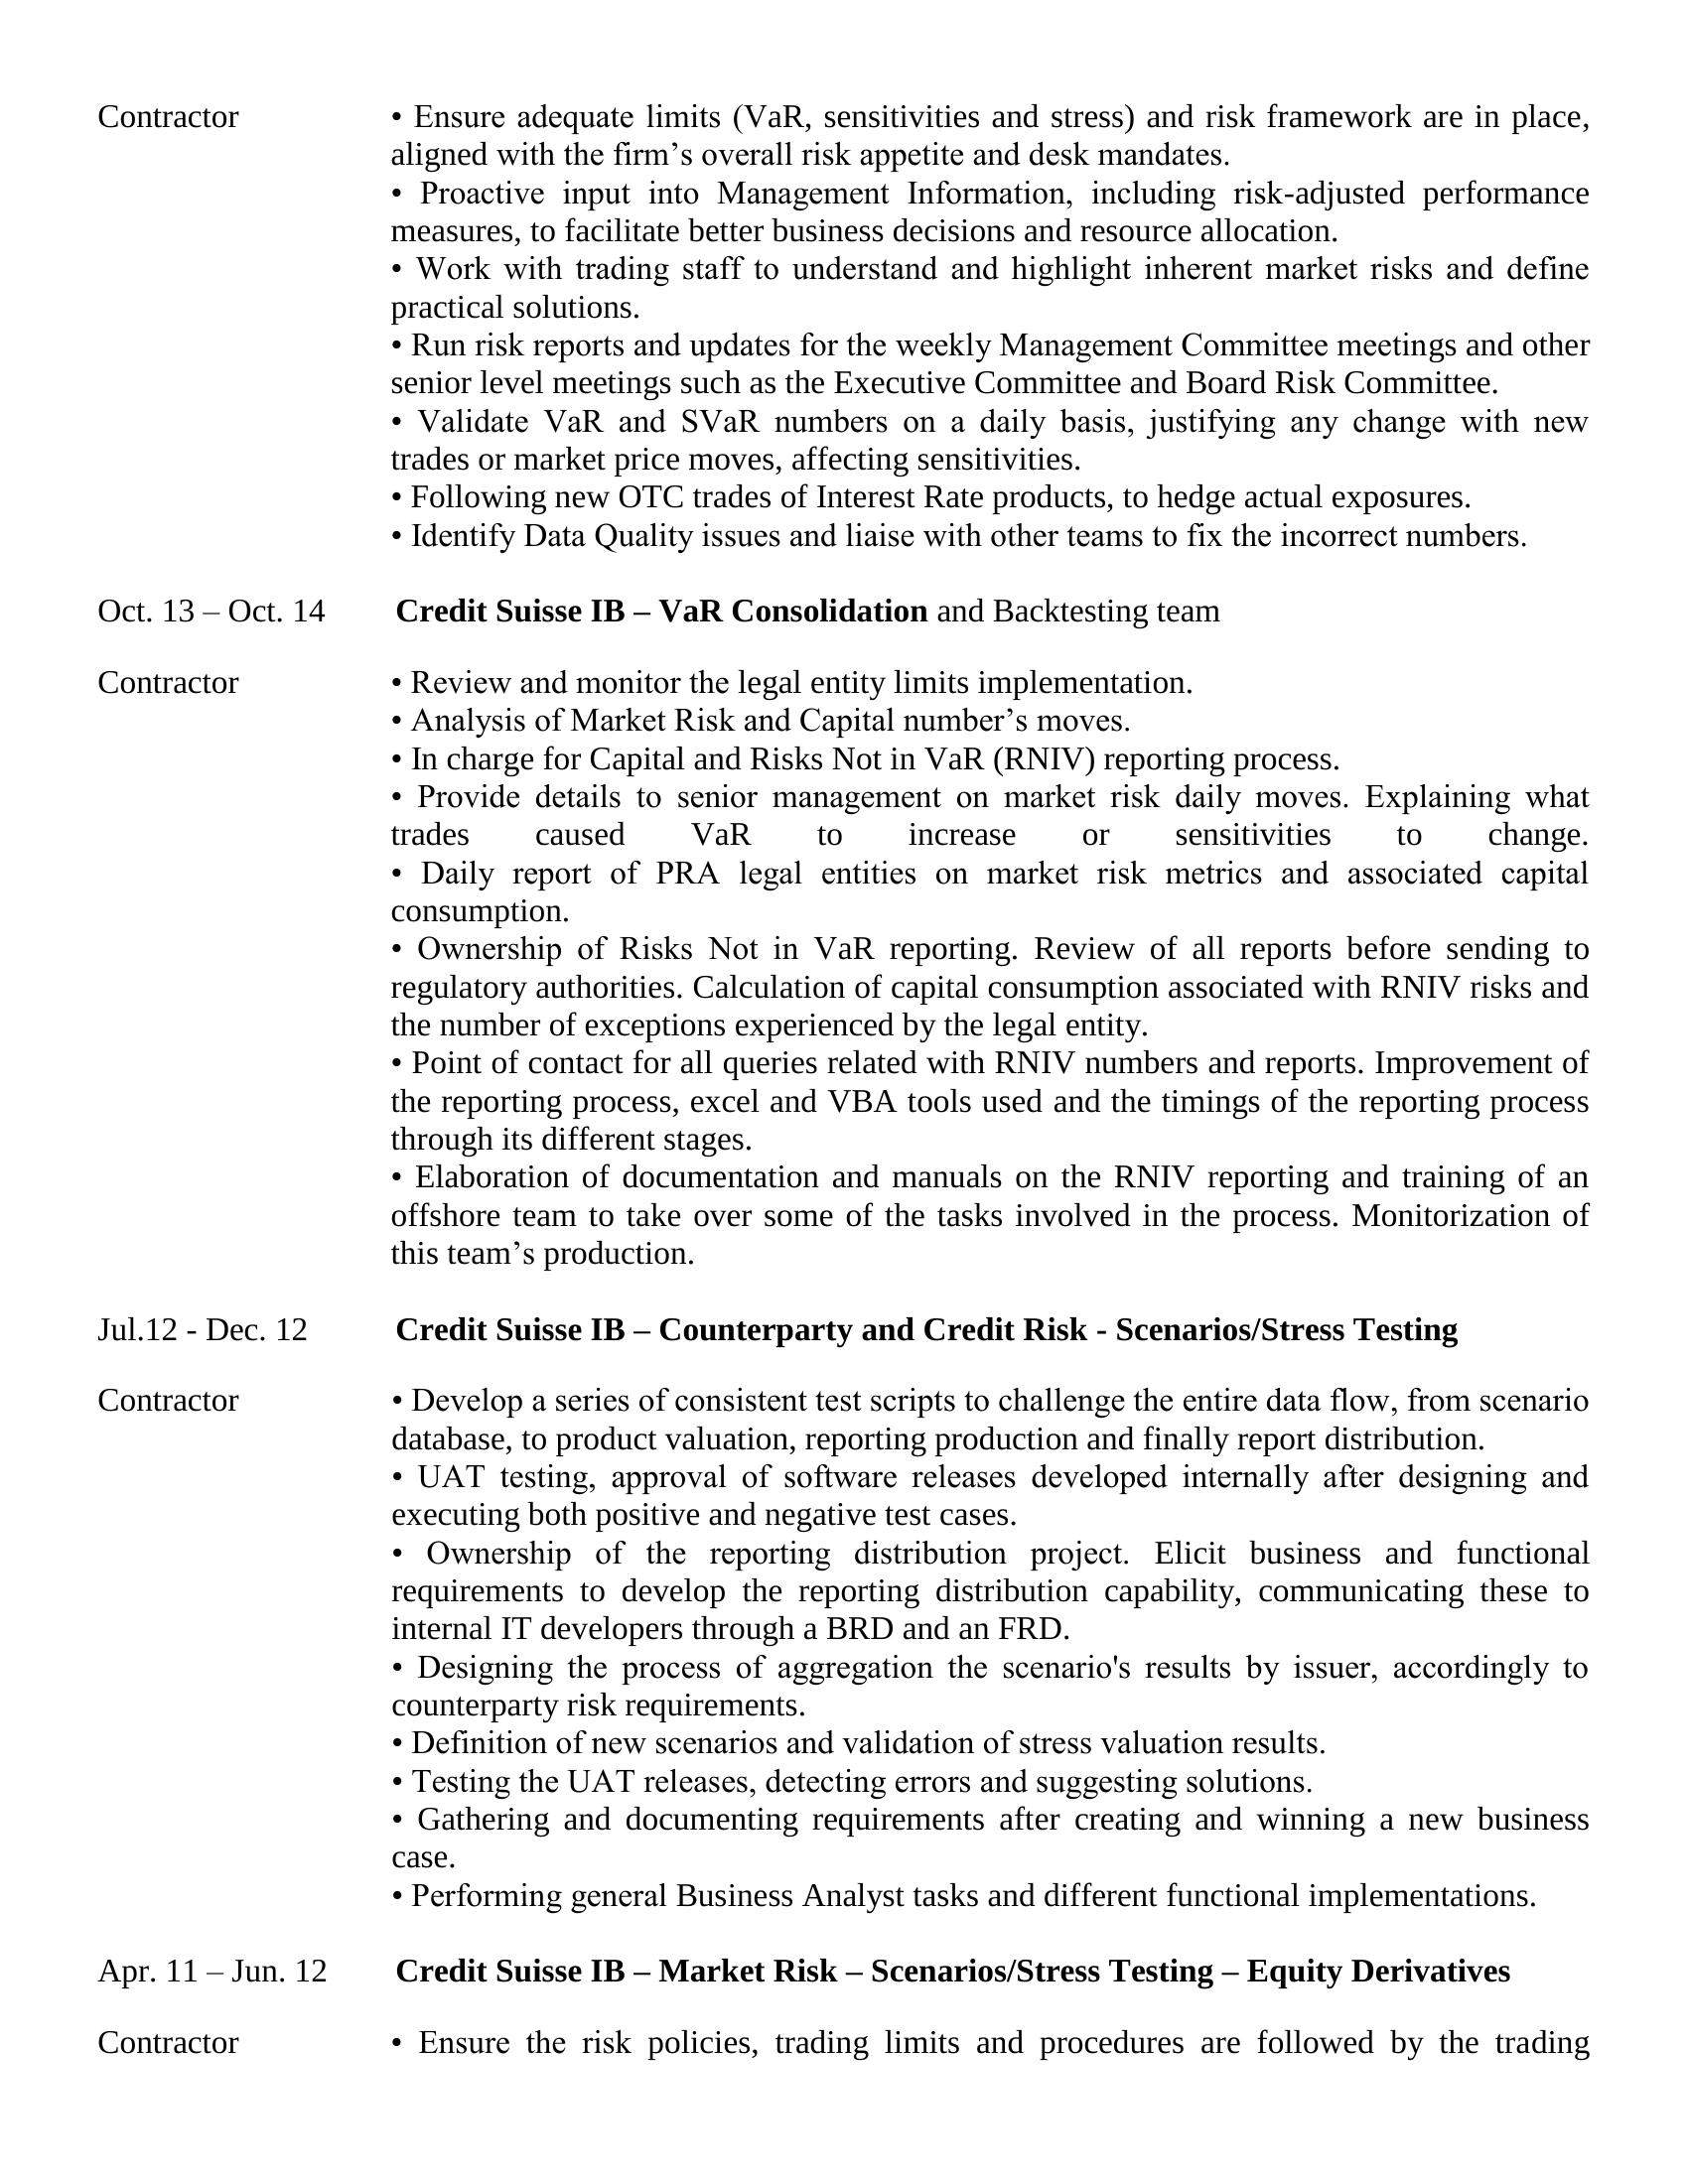 Contractor • Ensure adequate limits (VaR, sensitivities and stress) and risk framework are in place,
aligned with the firm’s overall risk appetite and desk mandates.
• Proactive input into Management Information, including risk-adjusted performance
measures, to facilitate better business decisions and resource allocation.
• Work with trading staff to understand and highlight inherent market risks and define
practical solutions.
• Run risk reports and updates for the weekly Management Committee meetings and other
senior level meetings such as the Executive Committee and Board Risk Committee.
• Validate VaR and SVaR numbers on a daily basis, justifying any change with new
trades or market price moves, affecting sensitivities.
• Following new OTC trades of Interest Rate products, to hedge actual exposures.
• Identify Data Quality issues and liaise with other teams to fix the incorrect numbers.
Oct. 13 – Oct. 14 Credit Suisse IB – VaR Consolidation and Backtesting team
Contractor • Review and monitor the legal entity limits implementation.
• Analysis of Market Risk and Capital number’s moves.
• In charge for Capital and Risks Not in VaR (RNIV) reporting process.
• Provide details to senior management on market risk daily moves. Explaining what
trades caused VaR to increase or sensitivities to change.
• Daily report of PRA legal entities on market risk metrics and associated capital
consumption.
• Ownership of Risks Not in VaR reporting. Review of all reports before sending to
regulatory authorities. Calculation of capital consumption associated with RNIV risks and
the number of exceptions experienced by the legal entity.
• Point of contact for all queries related with RNIV numbers and reports. Improvement of
the reporting process, excel and VBA tools used and the timings of the reporting process
through its different stages.
• Elaboration of documentation and manuals on the RNIV reporting and training of an
offshore team to take over some of the tasks involved in the process. Monitorization of
this team’s production.
Jul.12 - Dec. 12 Credit Suisse IB – Counterparty and Credit Risk - Scenarios/Stress Testing
Contractor • Develop a series of consistent test scripts to challenge the entire data flow, from scenario
database, to product valuation, reporting production and finally report distribution.
• UAT testing, approval of software releases developed internally after designing and
executing both positive and negative test cases.
• Ownership of the reporting distribution project. Elicit business and functional
requirements to develop the reporting distribution capability, communicating these to
internal IT developers through a BRD and an FRD.
• Designing the process of aggregation the scenario's results by issuer, accordingly to
counterparty risk requirements.
• Definition of new scenarios and validation of stress valuation results.
• Testing the UAT releases, detecting errors and suggesting solutions.
• Gathering and documenting requirements after creating and winning a new business
case.
• Performing general Business Analyst tasks and different functional implementations.
Apr. 11 – Jun. 12 Credit Suisse IB – Market Risk – Scenarios/Stress Testing – Equity Derivatives
Contractor • Ensure the risk policies, trading limits and procedures are followed by the trading